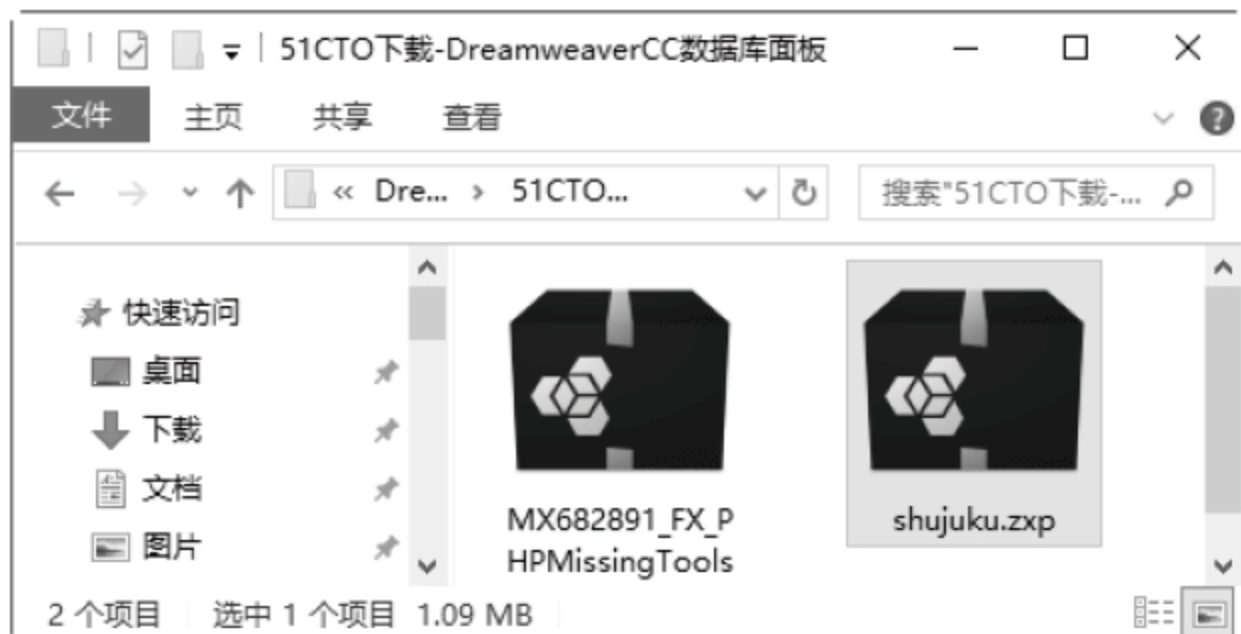 51CTO下载-DreamweaverCC数据库面板
文件 主页 共享 查看
« Dre... › 51CTO... 搜索"51CTO下载-...
快速访问
桌面
下载
文档
图片
MX682891_FX_P
HPMissingTools
shujuku.zxp
2 个项目 选中 1 个项目 1.09 MB